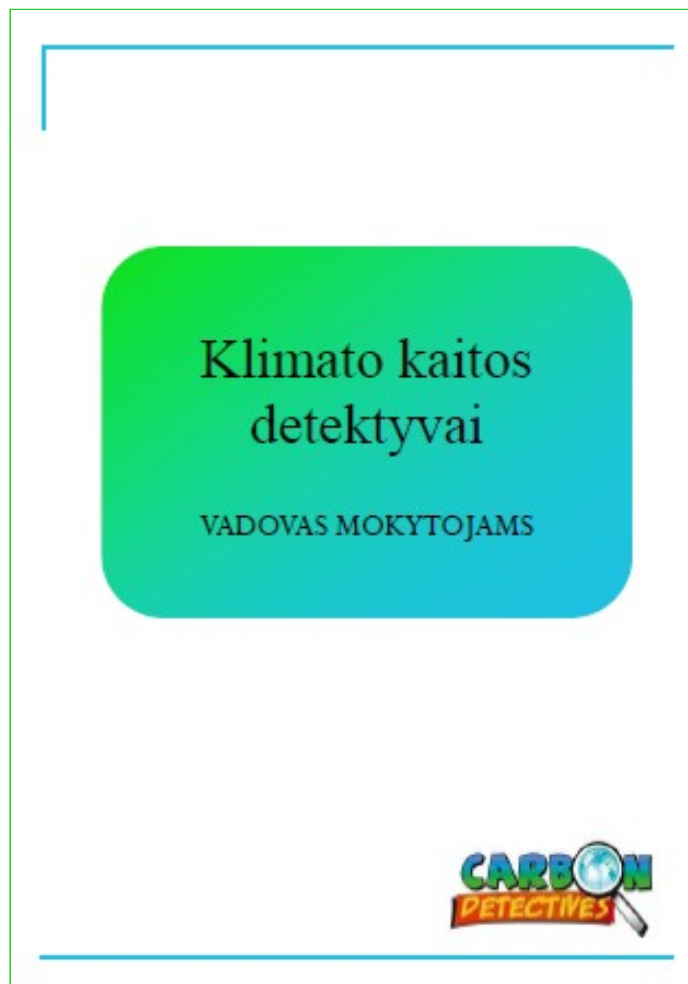 Klimato kaitos
detektyvai
VADOVAS MOKYTOJAMS
CARBON
DETECTIVES